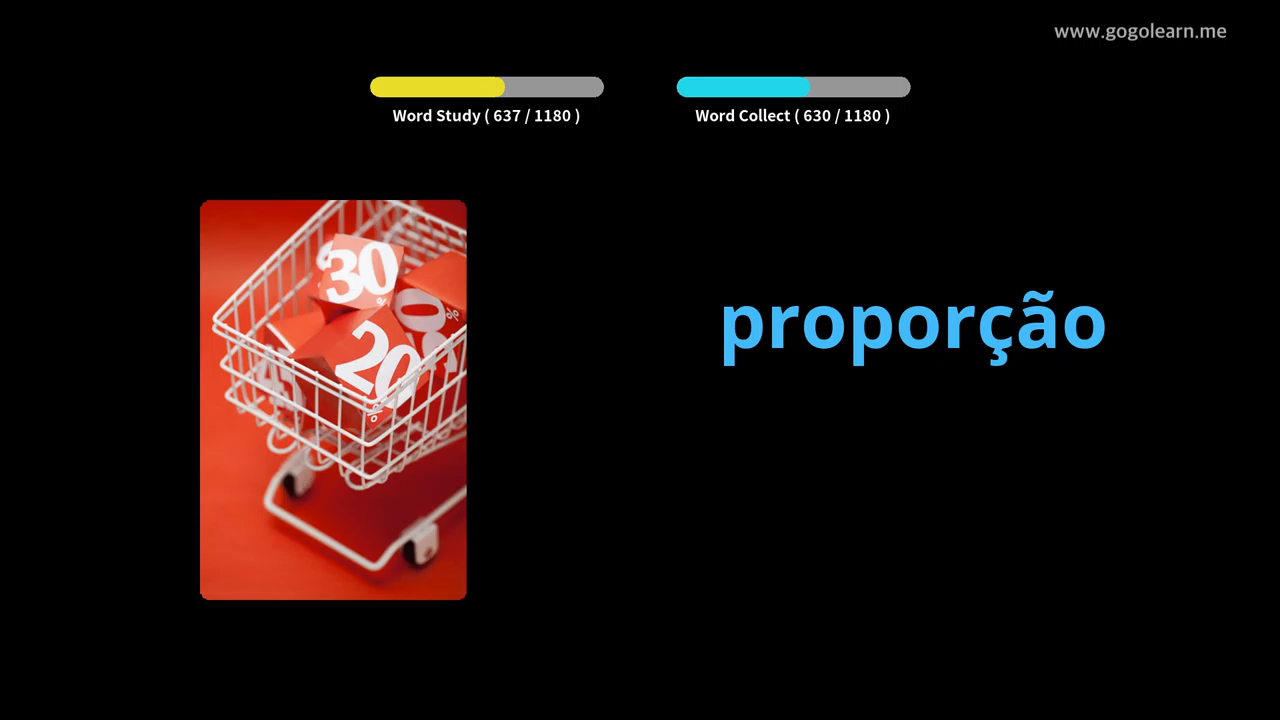 www.gogolearn.me
Word Study ( 637 / 1180 )
Word Collect ( 630 / 1180 )
30
%
20
%
proporção